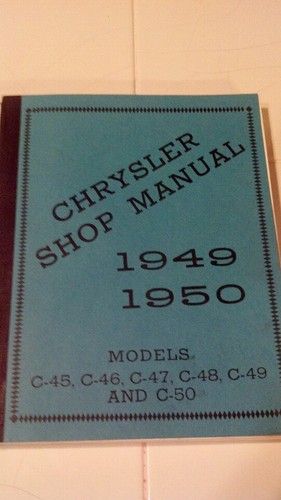 CHRYSLER
SHOP MANUAL
1949
1950
MODELS
C-45, C-46, C-47, C-48, C-49
AND C-50